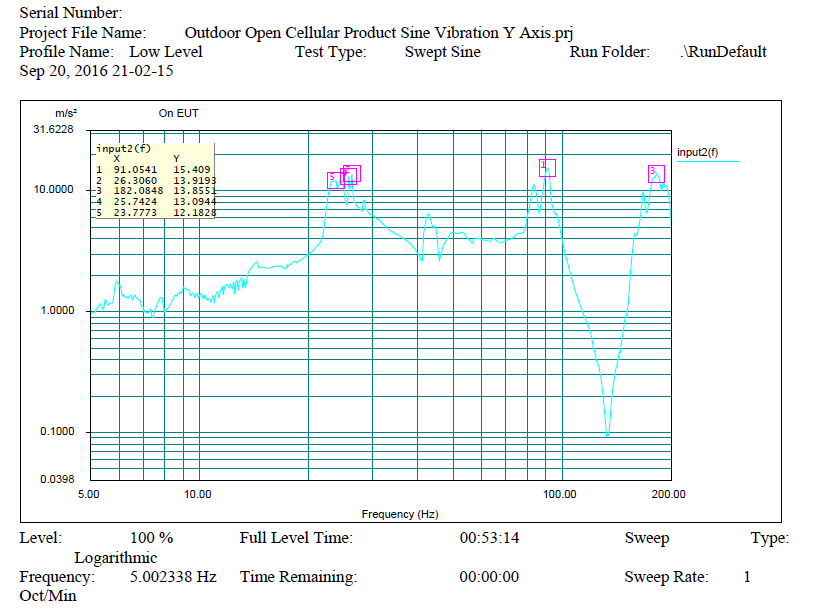 Serial Number:
Project File Name: Outdoor Open Cellular Product Sine Vibration Y Axis.prj
Profile Name: Low Level Test Type: Swept Sine Run Folder: .\RunDefault
Sep 20, 2016 21-02-15
m/s² On EUT
31.6228
input2(f)
input2(f)
X Y
1 91.0541 15.409
2 26.3060 13.9193
3 182.0848 13.8551
4 25.7424 13.0944
5 23.7773 12.1828
5
1
3
10.0000
1.0000
0.1000
0.0398
5.00 10.00 100.00 200.00
Frequency (Hz)
Level: 100 % Full Level Time: 00:53:14 Sweep Type:
Logarithmic
Frequency: 5.002338 Hz Time Remaining: 00:00:00 Sweep Rate: 1
Oct/Min